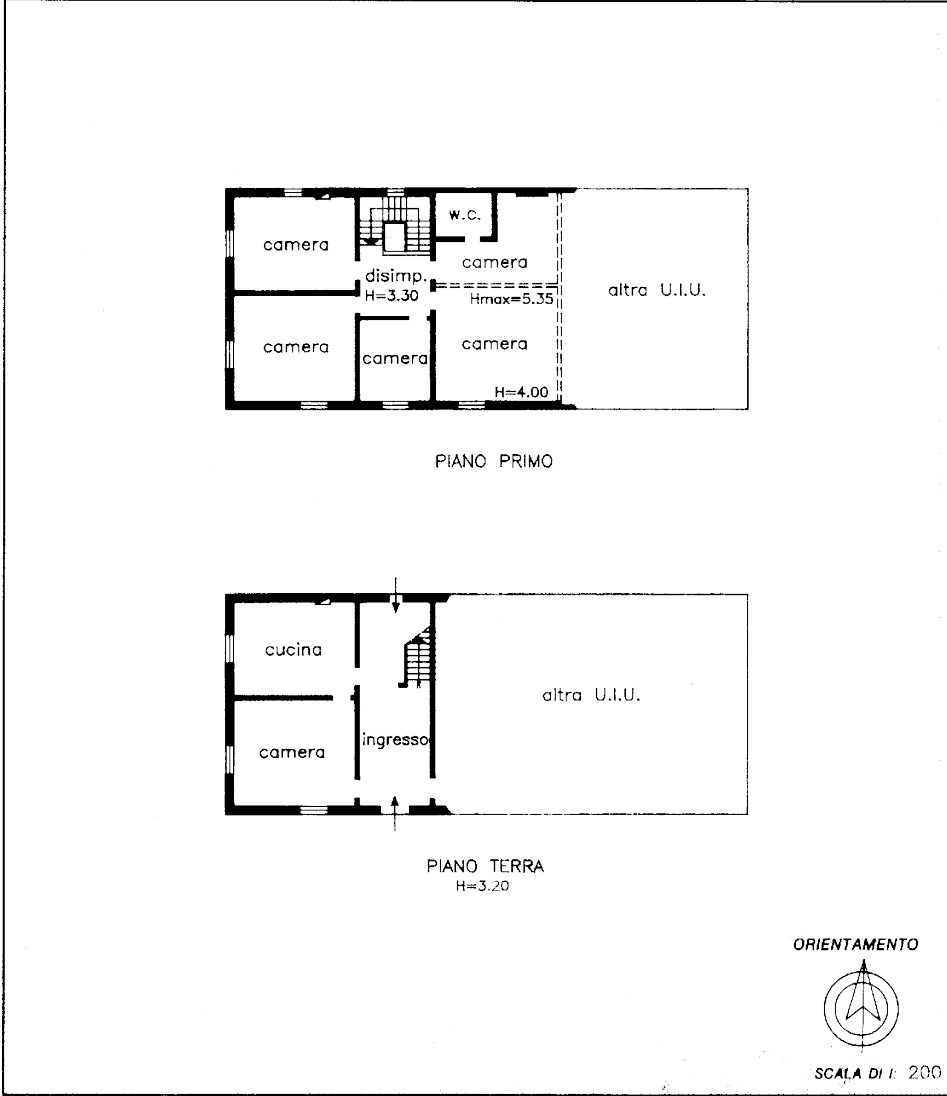 camera
w.c.
camera
disimp.
H=3.30
Hmax=5.35
altra U.I.U.
camera
camera
camera
H=4.00
PIANO PRIMO
cucina
altra U.I.U.
camera
ingresso
PIANO TERRA
H=3.20
ORIENTAMENTO
SCALA DI 1: 200